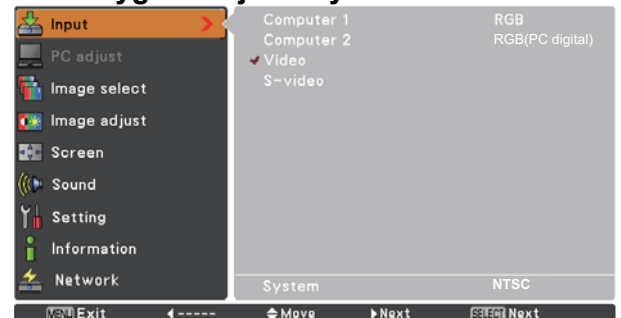 Input
PC adjust
Image select
Image adjust
Screen
Sound
Setting
Information
Network
Computer 1 RGB
Computer 2 RGB(PC digital)
Video
S-video
System NTSC
MENU Exit ◀----- Move Next SELECT Next